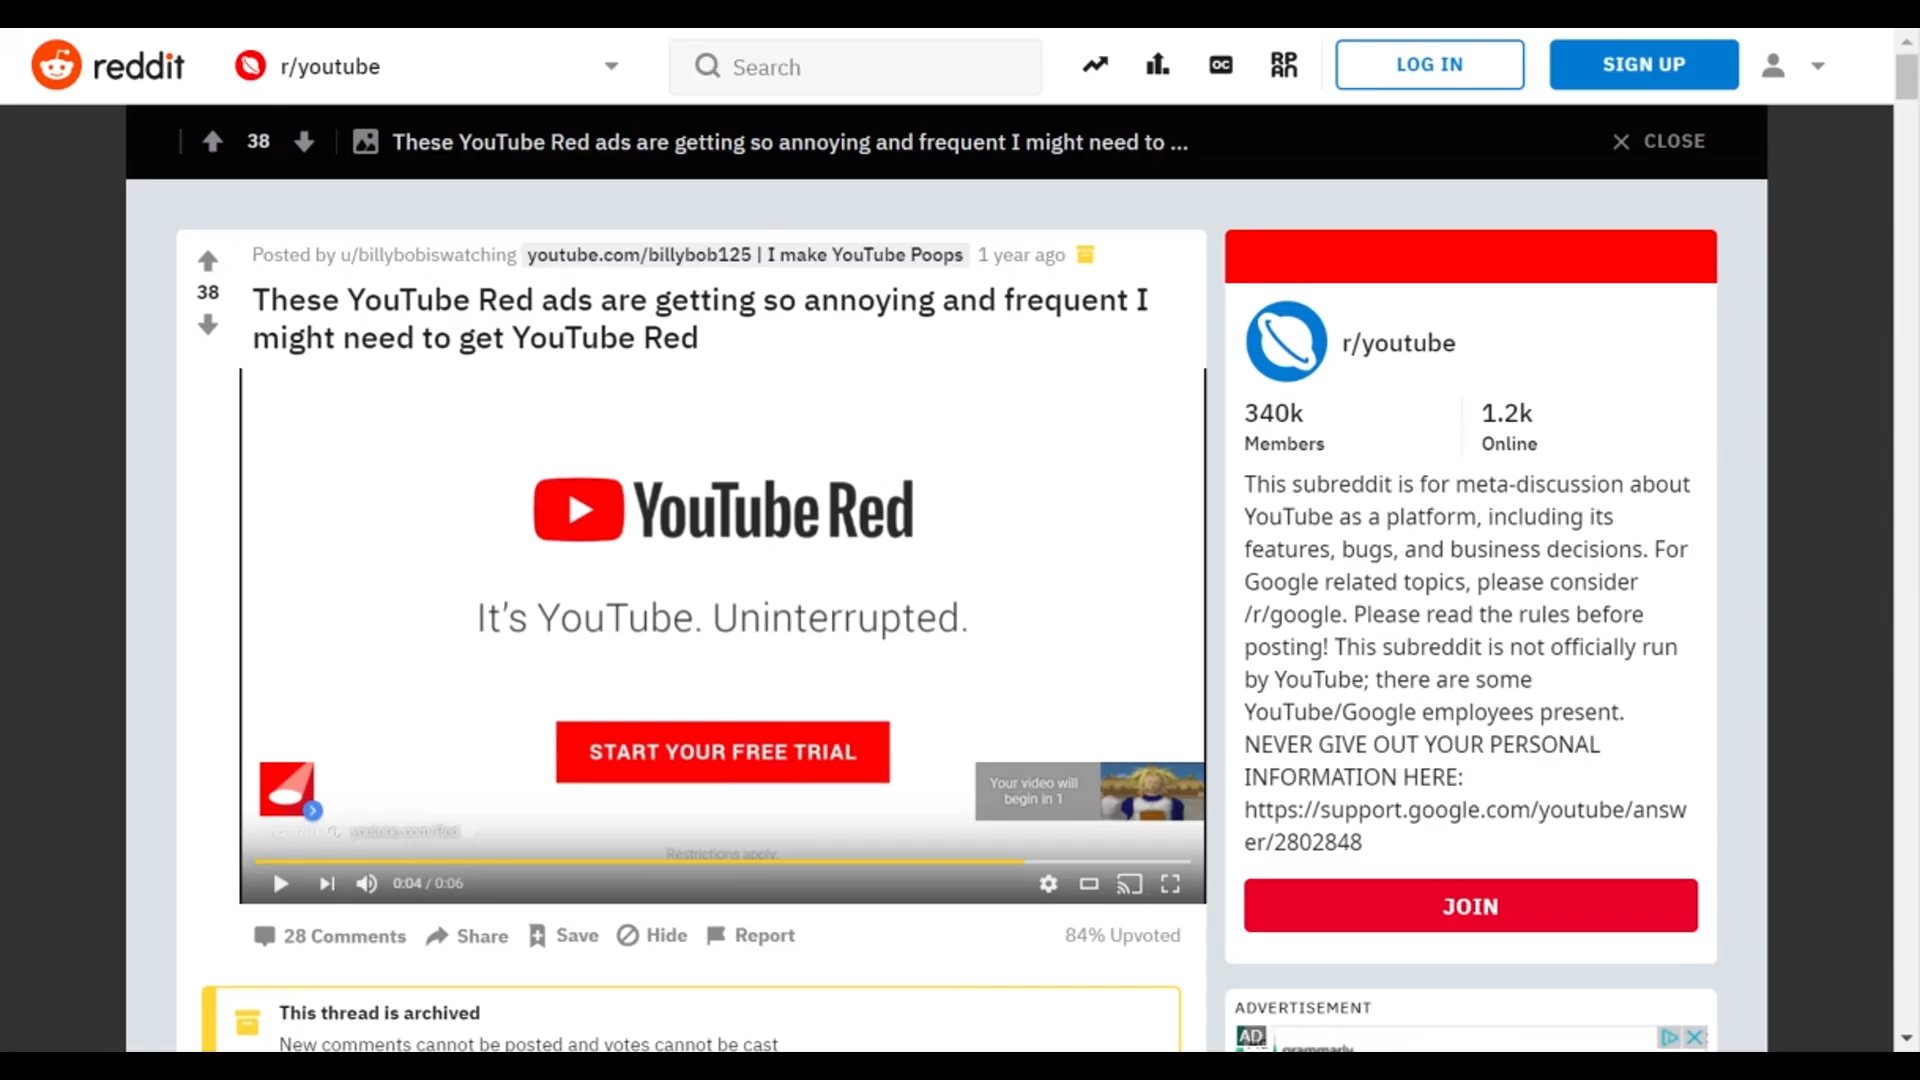 reddit
r/youtube
Search
OC
RPAN
LOG IN
SIGN UP
38
These YouTube Red ads are getting so annoying and frequent I might need to ...
CLOSE
Posted by u/billybobiswatching youtube.com/billybob125 | I make YouTube Poops 1 year ago
38
These YouTube Red ads are getting so annoying and frequent I
might need to get YouTube Red
YouTube Red
It's YouTube. Uninterrupted.
START YOUR FREE TRIAL
Your video will
begin in 1
youtube.com/Red
Restrictions apply.
0:04 / 0:06
28 Comments
Share
Save
Hide
Report
84% Upvoted
This thread is archived
New comments cannot be posted and votes cannot be cast
r/youtube
340k
Members
1.2k
Online
This subreddit is for meta-discussion about
YouTube as a platform, including its
features, bugs, and business decisions. For
Google related topics, please consider
/r/google. Please read the rules before
posting! This subreddit is not officially run
by YouTube; there are some
YouTube/Google employees present.
NEVER GIVE OUT YOUR PERSONAL
INFORMATION HERE:
https://support.google.com/youtube/answ
er/2802848
JOIN
ADVERTISEMENT
AD
grammarly